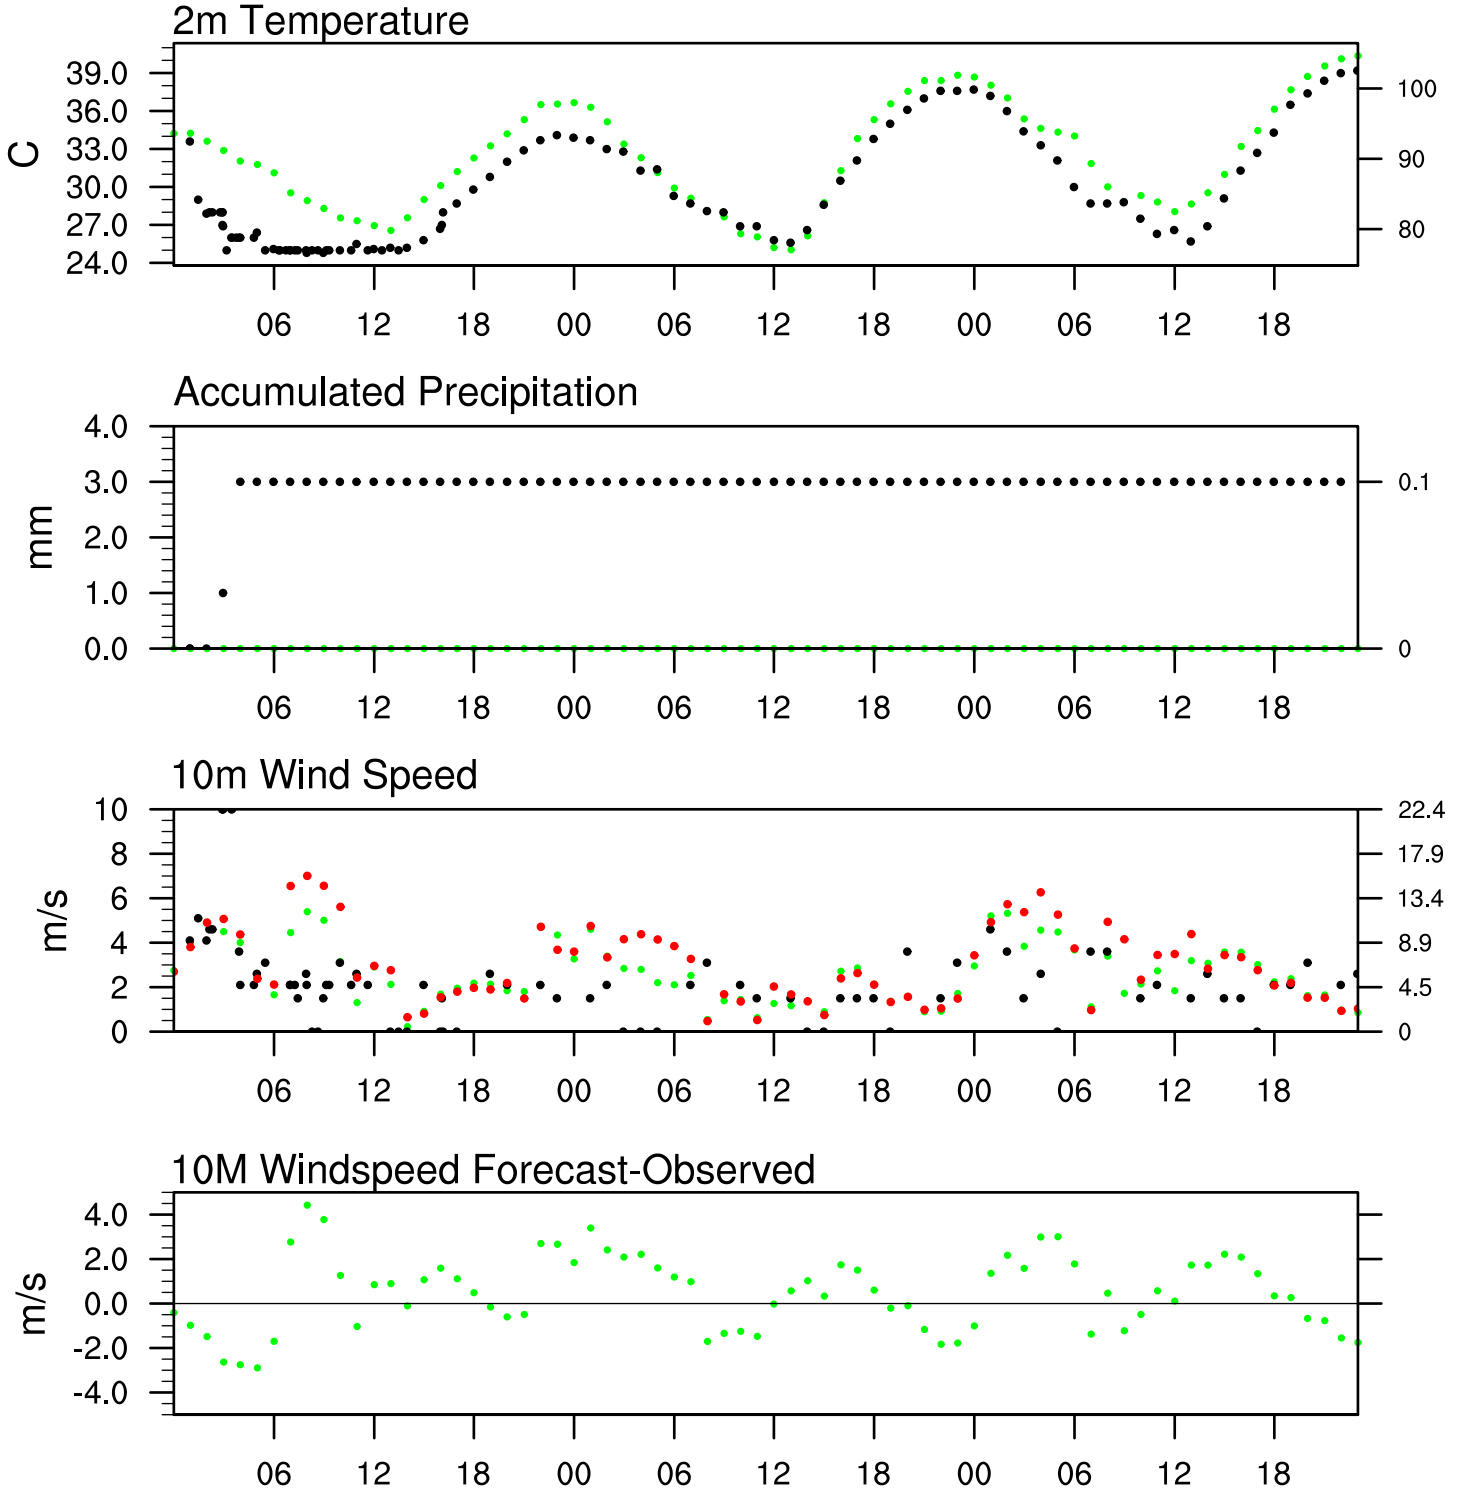 2m Temperature
39.0
36.0
33.0
30.0
27.0
24.0
C
100
90
80
06 12 18 00 06 12 18 00 06 12 18
Accumulated Precipitation
4.0
3.0
2.0
1.0
0.0
mm
0.1
0
06 12 18 00 06 12 18 00 06 12 18
10m Wind Speed
10
8
6
4
2
0
m/s
22.4
17.9
13.4
8.9
4.5
0
06 12 18 00 06 12 18 00 06 12 18
10M Windspeed Forecast-Observed
4.0
2.0
0.0
-2.0
-4.0
m/s
06 12 18 00 06 12 18 00 06 12 18